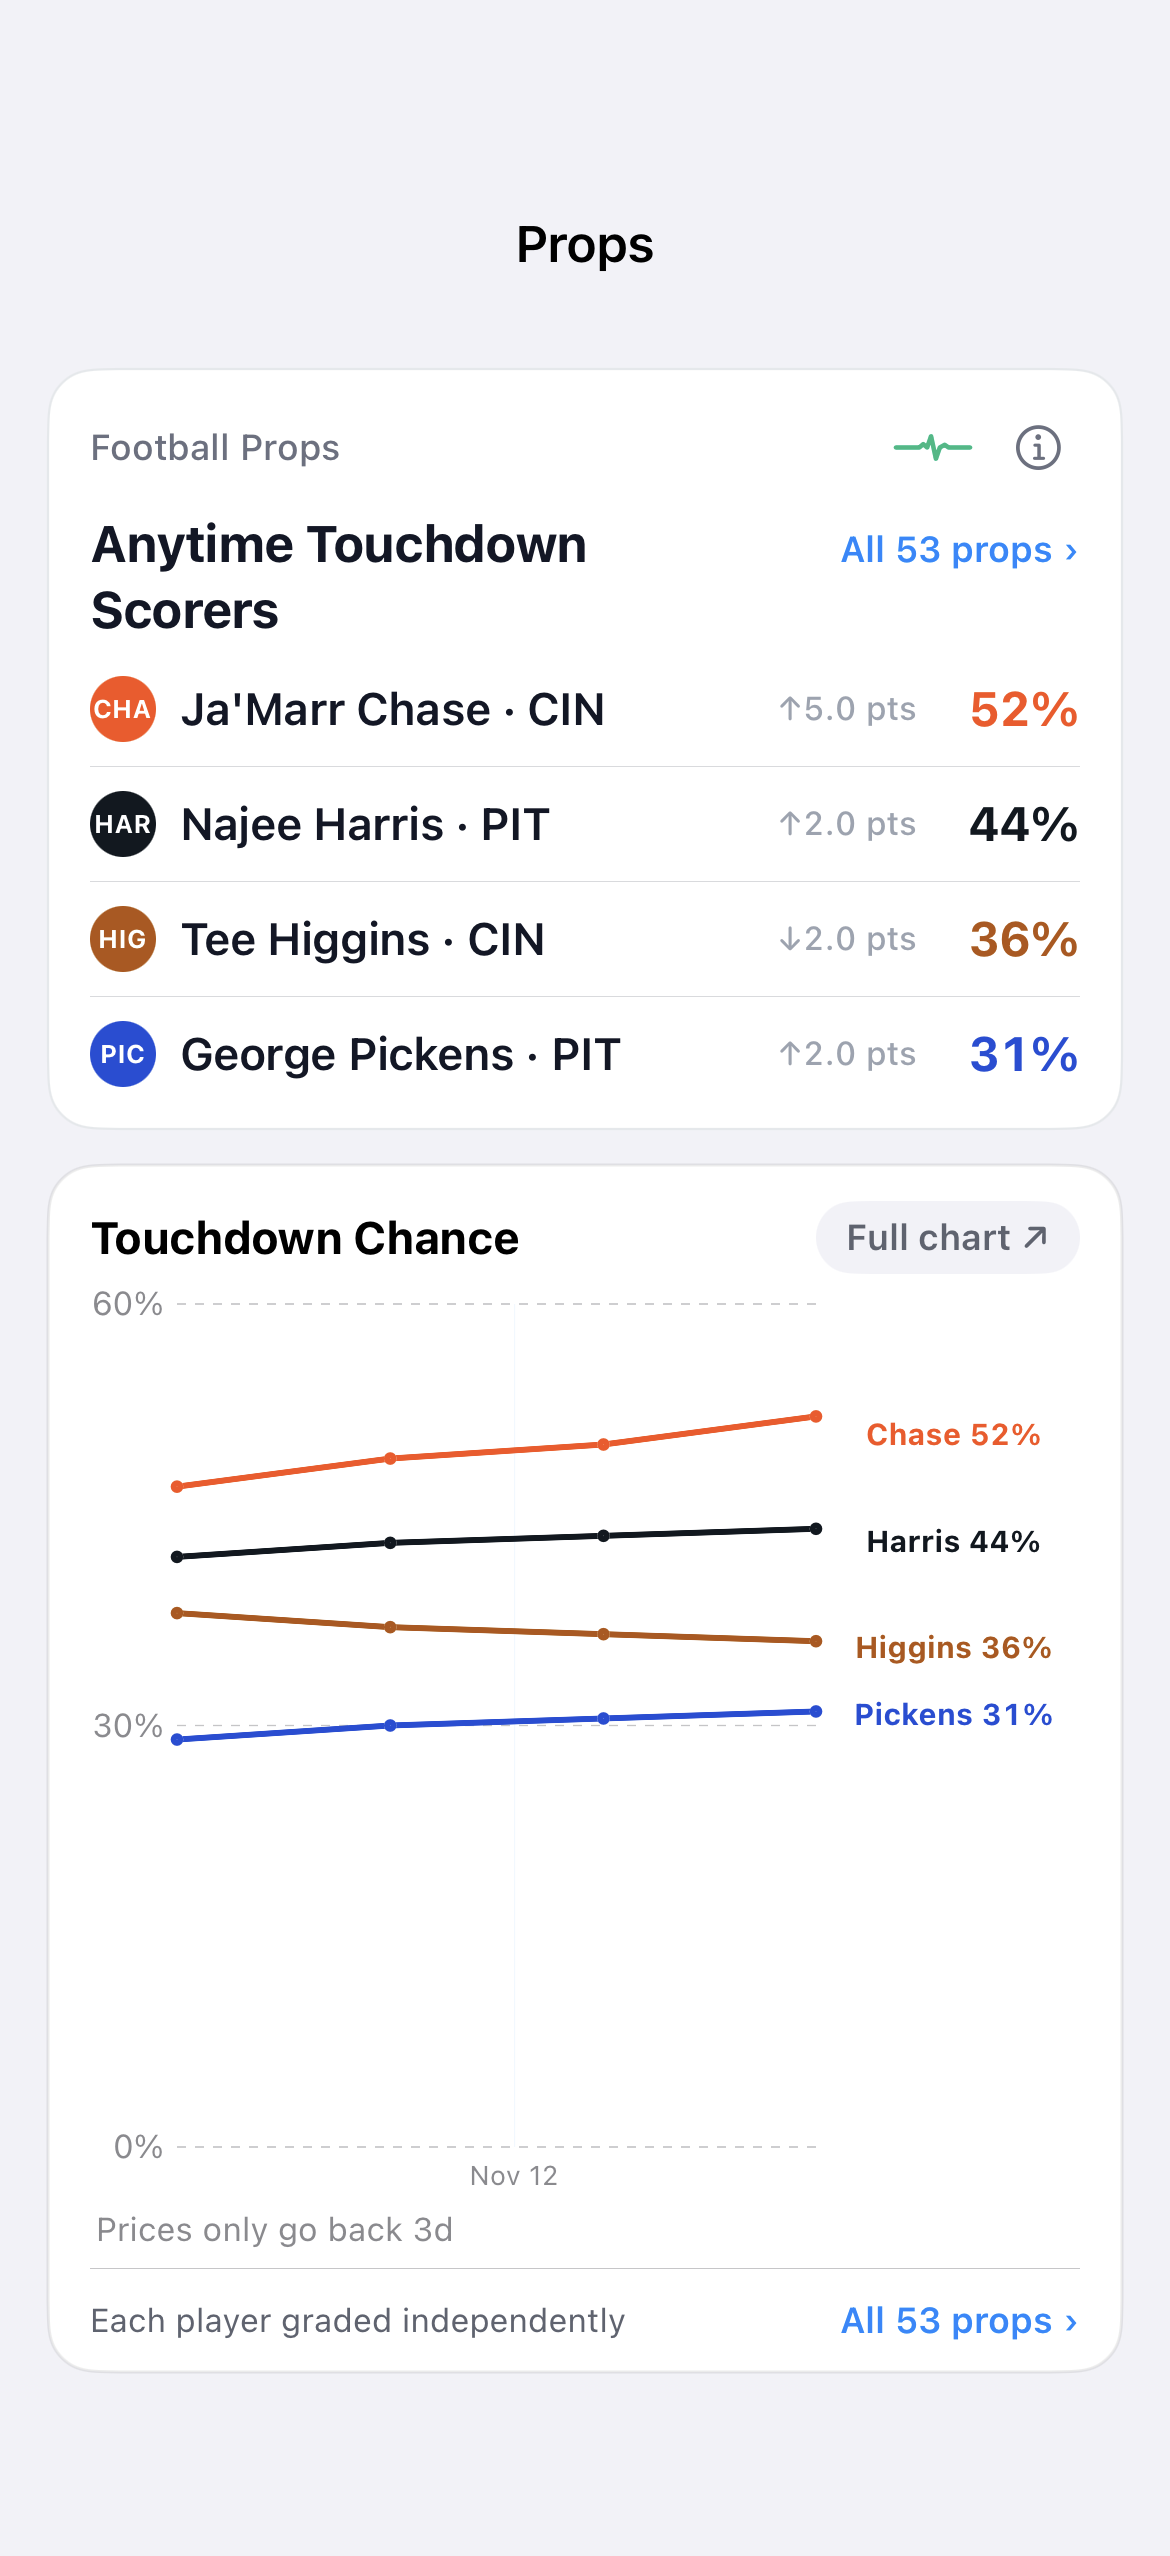 Props
Football Props
Anytime Touchdown
Scorers
All 53 props ›
CHA Ja'Marr Chase · CIN ↑5.0 pts 52%
HAR Najee Harris · PIT ↑2.0 pts 44%
HIG Tee Higgins · CIN ↓2.0 pts 36%
PIC George Pickens · PIT ↑2.0 pts 31%
Touchdown Chance
Full chart ↗
60%
Chase 52%
Harris 44%
Higgins 36%
30%
Pickens 31%
0%
Nov 12
Prices only go back 3d
Each player graded independently
All 53 props ›